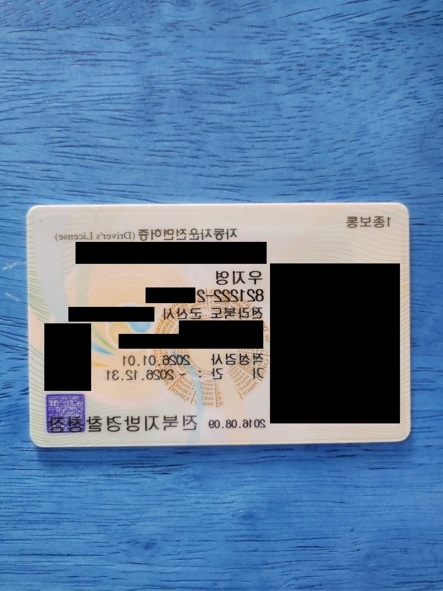 1종보통
자동차운전면허증 (Driver's License)
우지영
821222-2
전라북도 군산시
적성검사 2026.01.01
기 간 : ~ 2026.12.31
2016.08.09 전북지방경찰청장